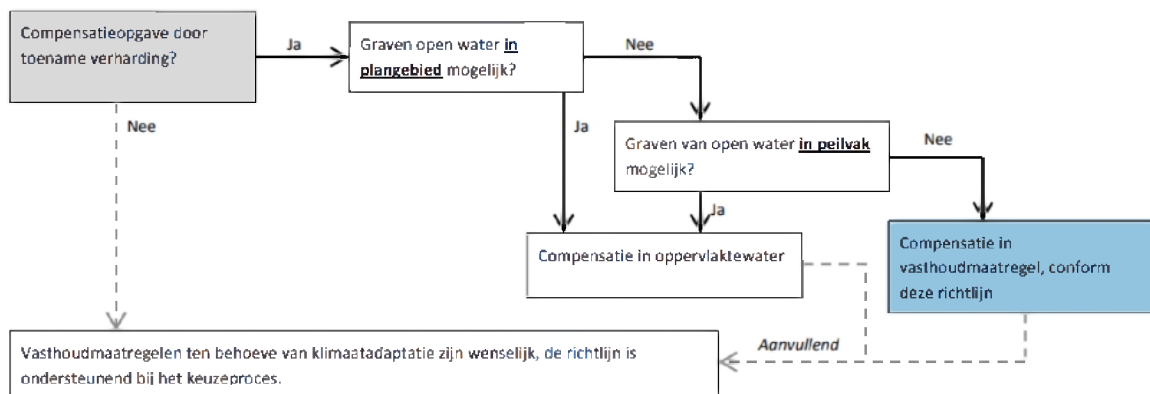 Compensatieopgave door
toename verharding?
Ja
Graven open water in
plangebied mogelijk?
Nee
Nee
Ja
Graven van open water in peilvak
mogelijk?
Nee
Ja
Compensatie in oppervlaktewater
Compensatie in
vasthoudmaatregel, conform
deze richtlijn
Aanvullend
Vasthoudmaatregelen ten behoeve van klimaatadaptatie zijn wenselijk, de richtlijn is
ondersteunend bij het keuzeproces.